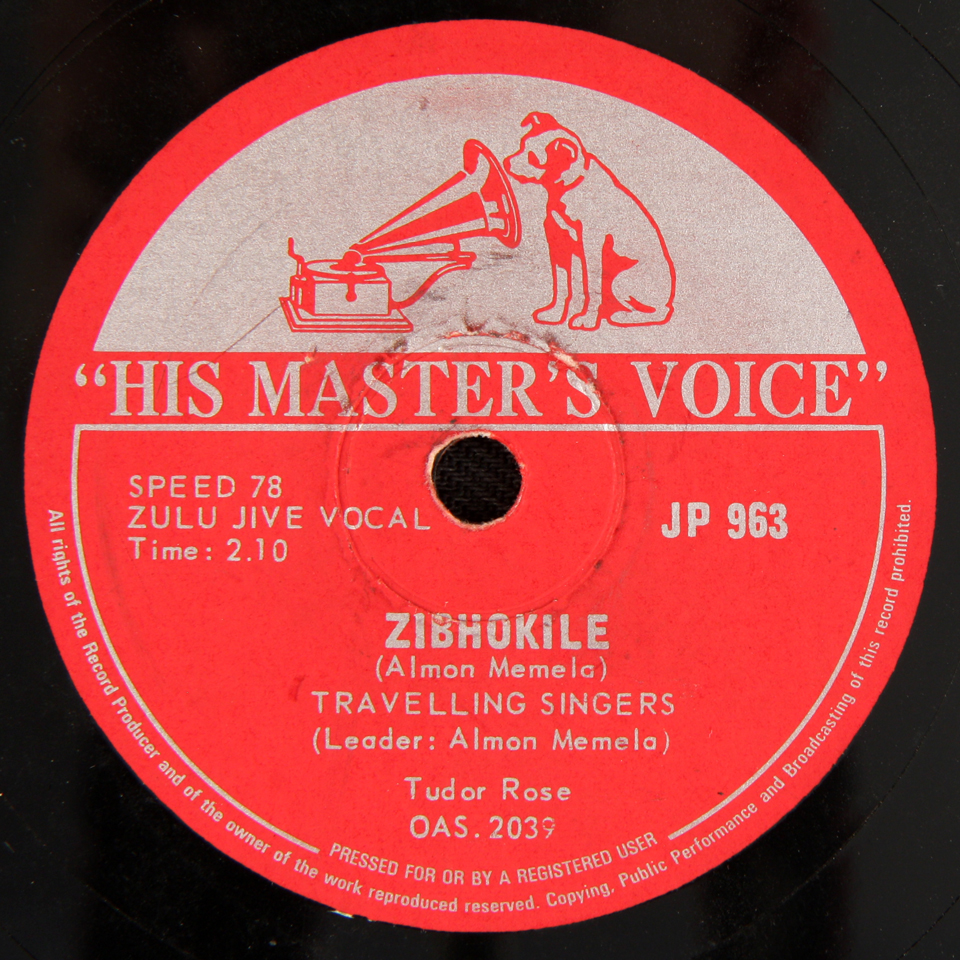 “HIS MASTER’S VOICE”
SPEED 78
ZULU JIVE VOCAL
Time: 2.10
JP 963
ZIBHOKILE
(Almon Memela)
TRAVELLING SINGERS
(Leader: Almon Memela)
Tudor Rose
OAS. 2039
PRESSED FOR OR BY A REGISTERED USER
All rights of the Record Producer and of the owner of the work reproduced reserved. Copying, Public Performance and Broadcasting of this record prohibited.